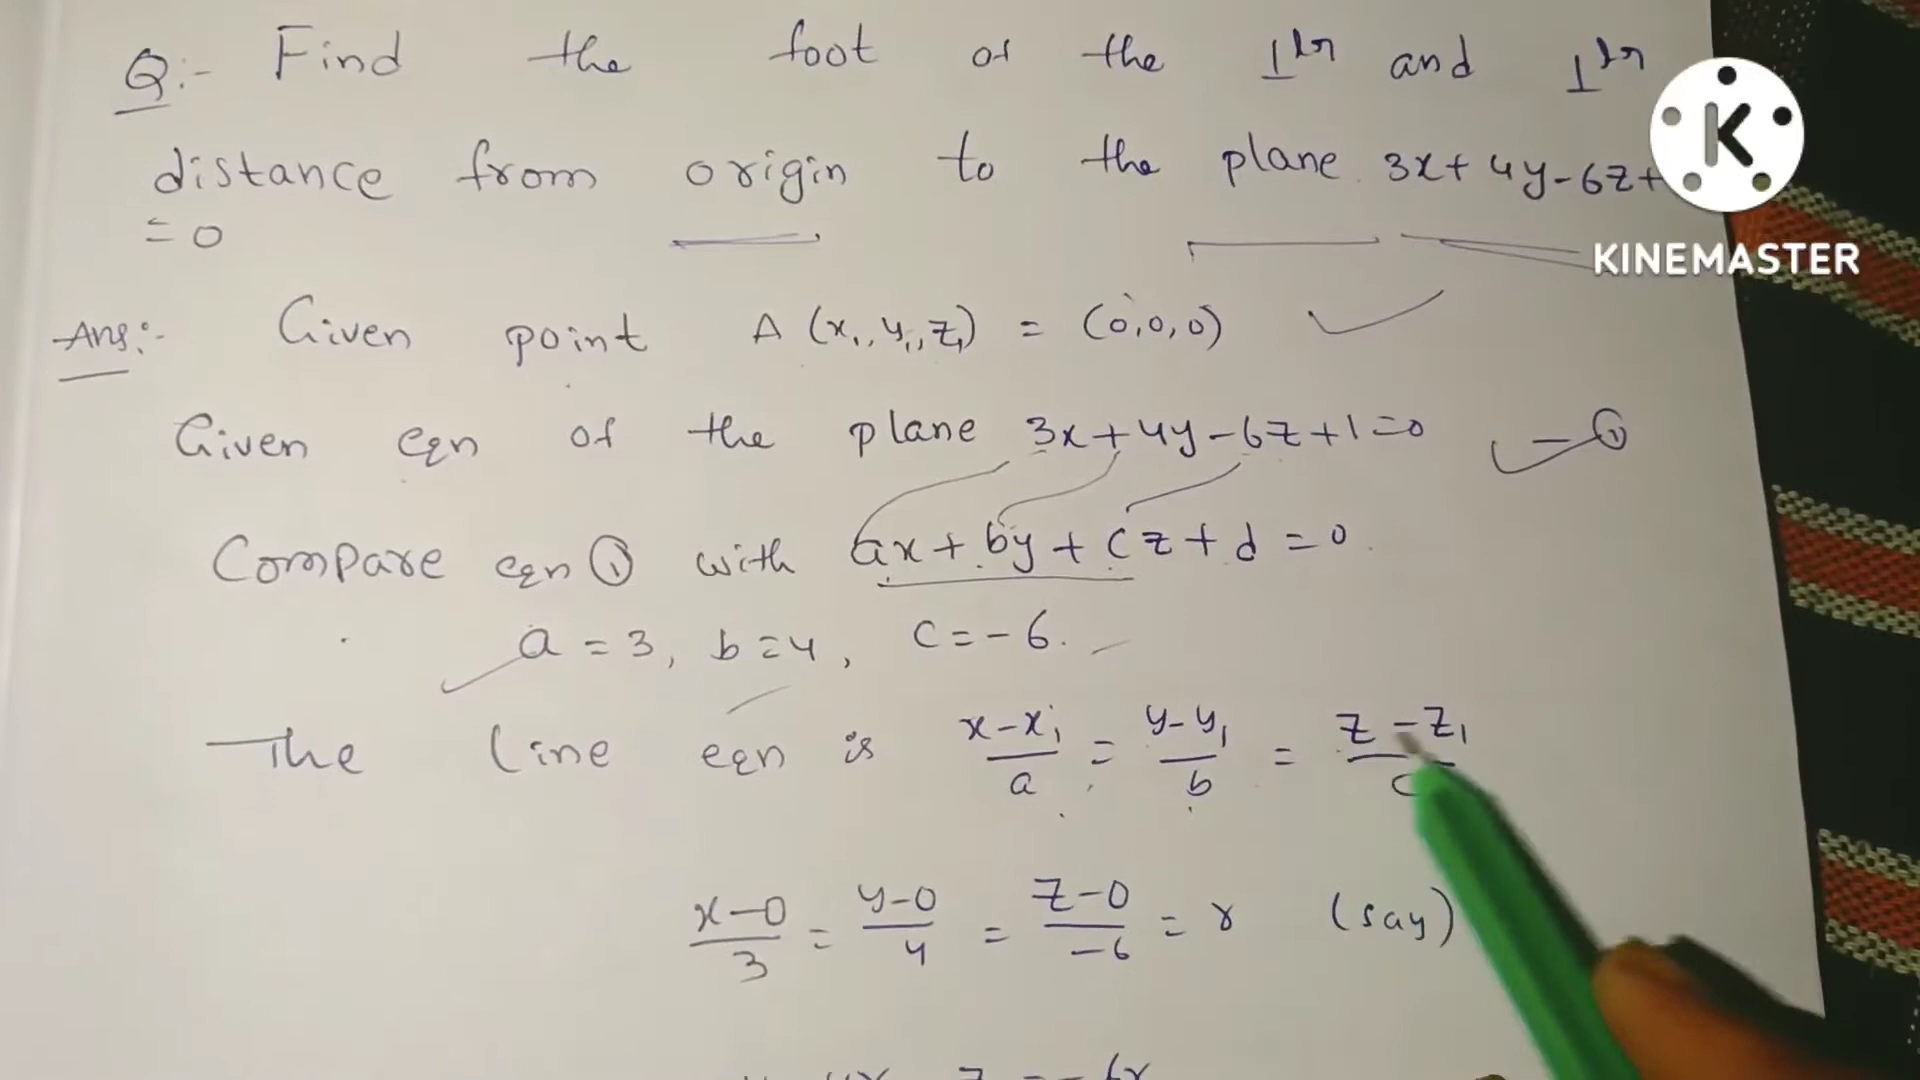 Q:- Find the foot of the ⊥lr and ⊥lr
distance from origin to the plane 3x+4y-6z+
=0
K
KINEMASTER
Ans:- Given point A (x₁, y₁, z₁) = (0,0,0)
Given eqn of the plane 3x+4y-6z+1=0 — ①
Compare eqn ① with ax+by+cz+d=0
a=3, b=4, c=-6.
The line eqn is (x-x₁)/a = (y-y₁)/b = (z-z₁)/c
(x-0)/3 = (y-0)/4 = (z-0)/-6 = r (say)